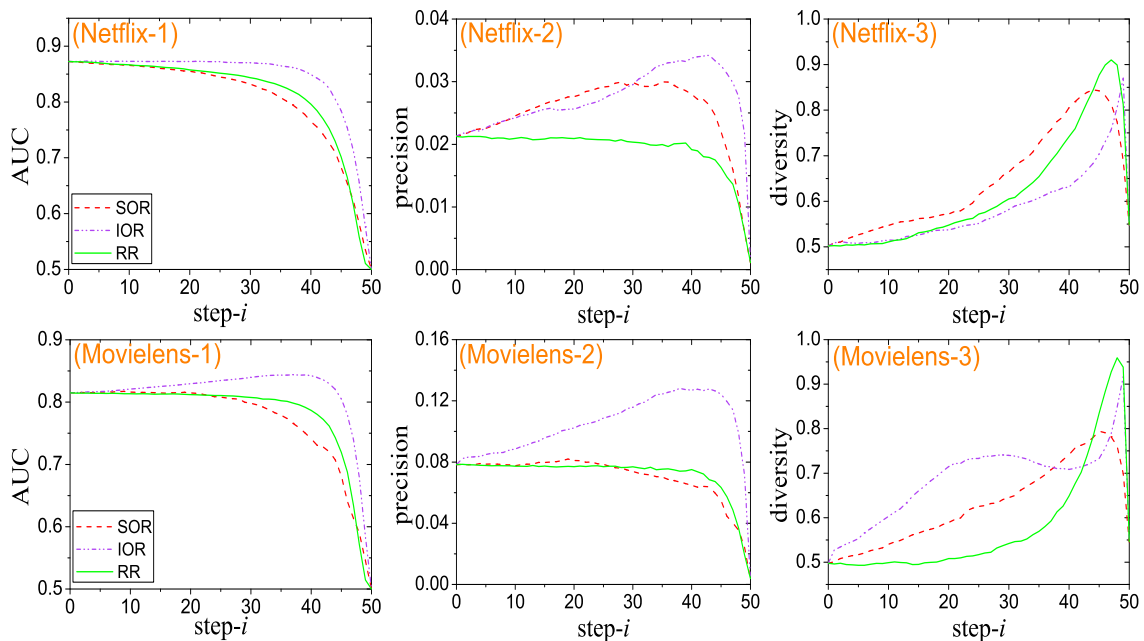 (Netflix-1)
0.9
0.8
0.7
0.6
0.5
AUC
SOR
IOR
RR
0 10 20 30 40 50
step-i
(Netflix-2)
0.04
0.03
0.02
0.01
0.00
precision
0 10 20 30 40 50
step-i
(Netflix-3)
1.0
0.9
0.8
0.7
0.6
0.5
diversity
0 10 20 30 40 50
step-i
(Movielens-1)
0.9
0.8
0.7
0.6
0.5
AUC
SOR
IOR
RR
0 10 20 30 40 50
step-i
(Movielens-2)
0.16
0.12
0.08
0.04
0.00
precision
0 10 20 30 40 50
step-i
(Movielens-3)
1.0
0.9
0.8
0.7
0.6
0.5
diversity
0 10 20 30 40 50
step-i